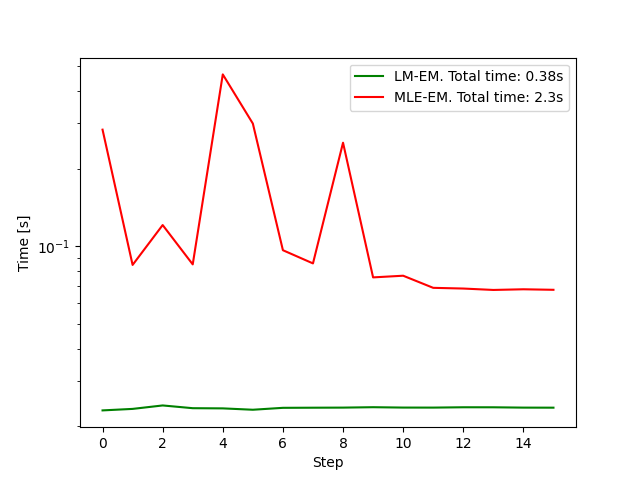 LM-EM. Total time: 0.38s
MLE-EM. Total time: 2.3s
Time [s]
10⁻¹
0 2 4 6 8 10 12 14
Step